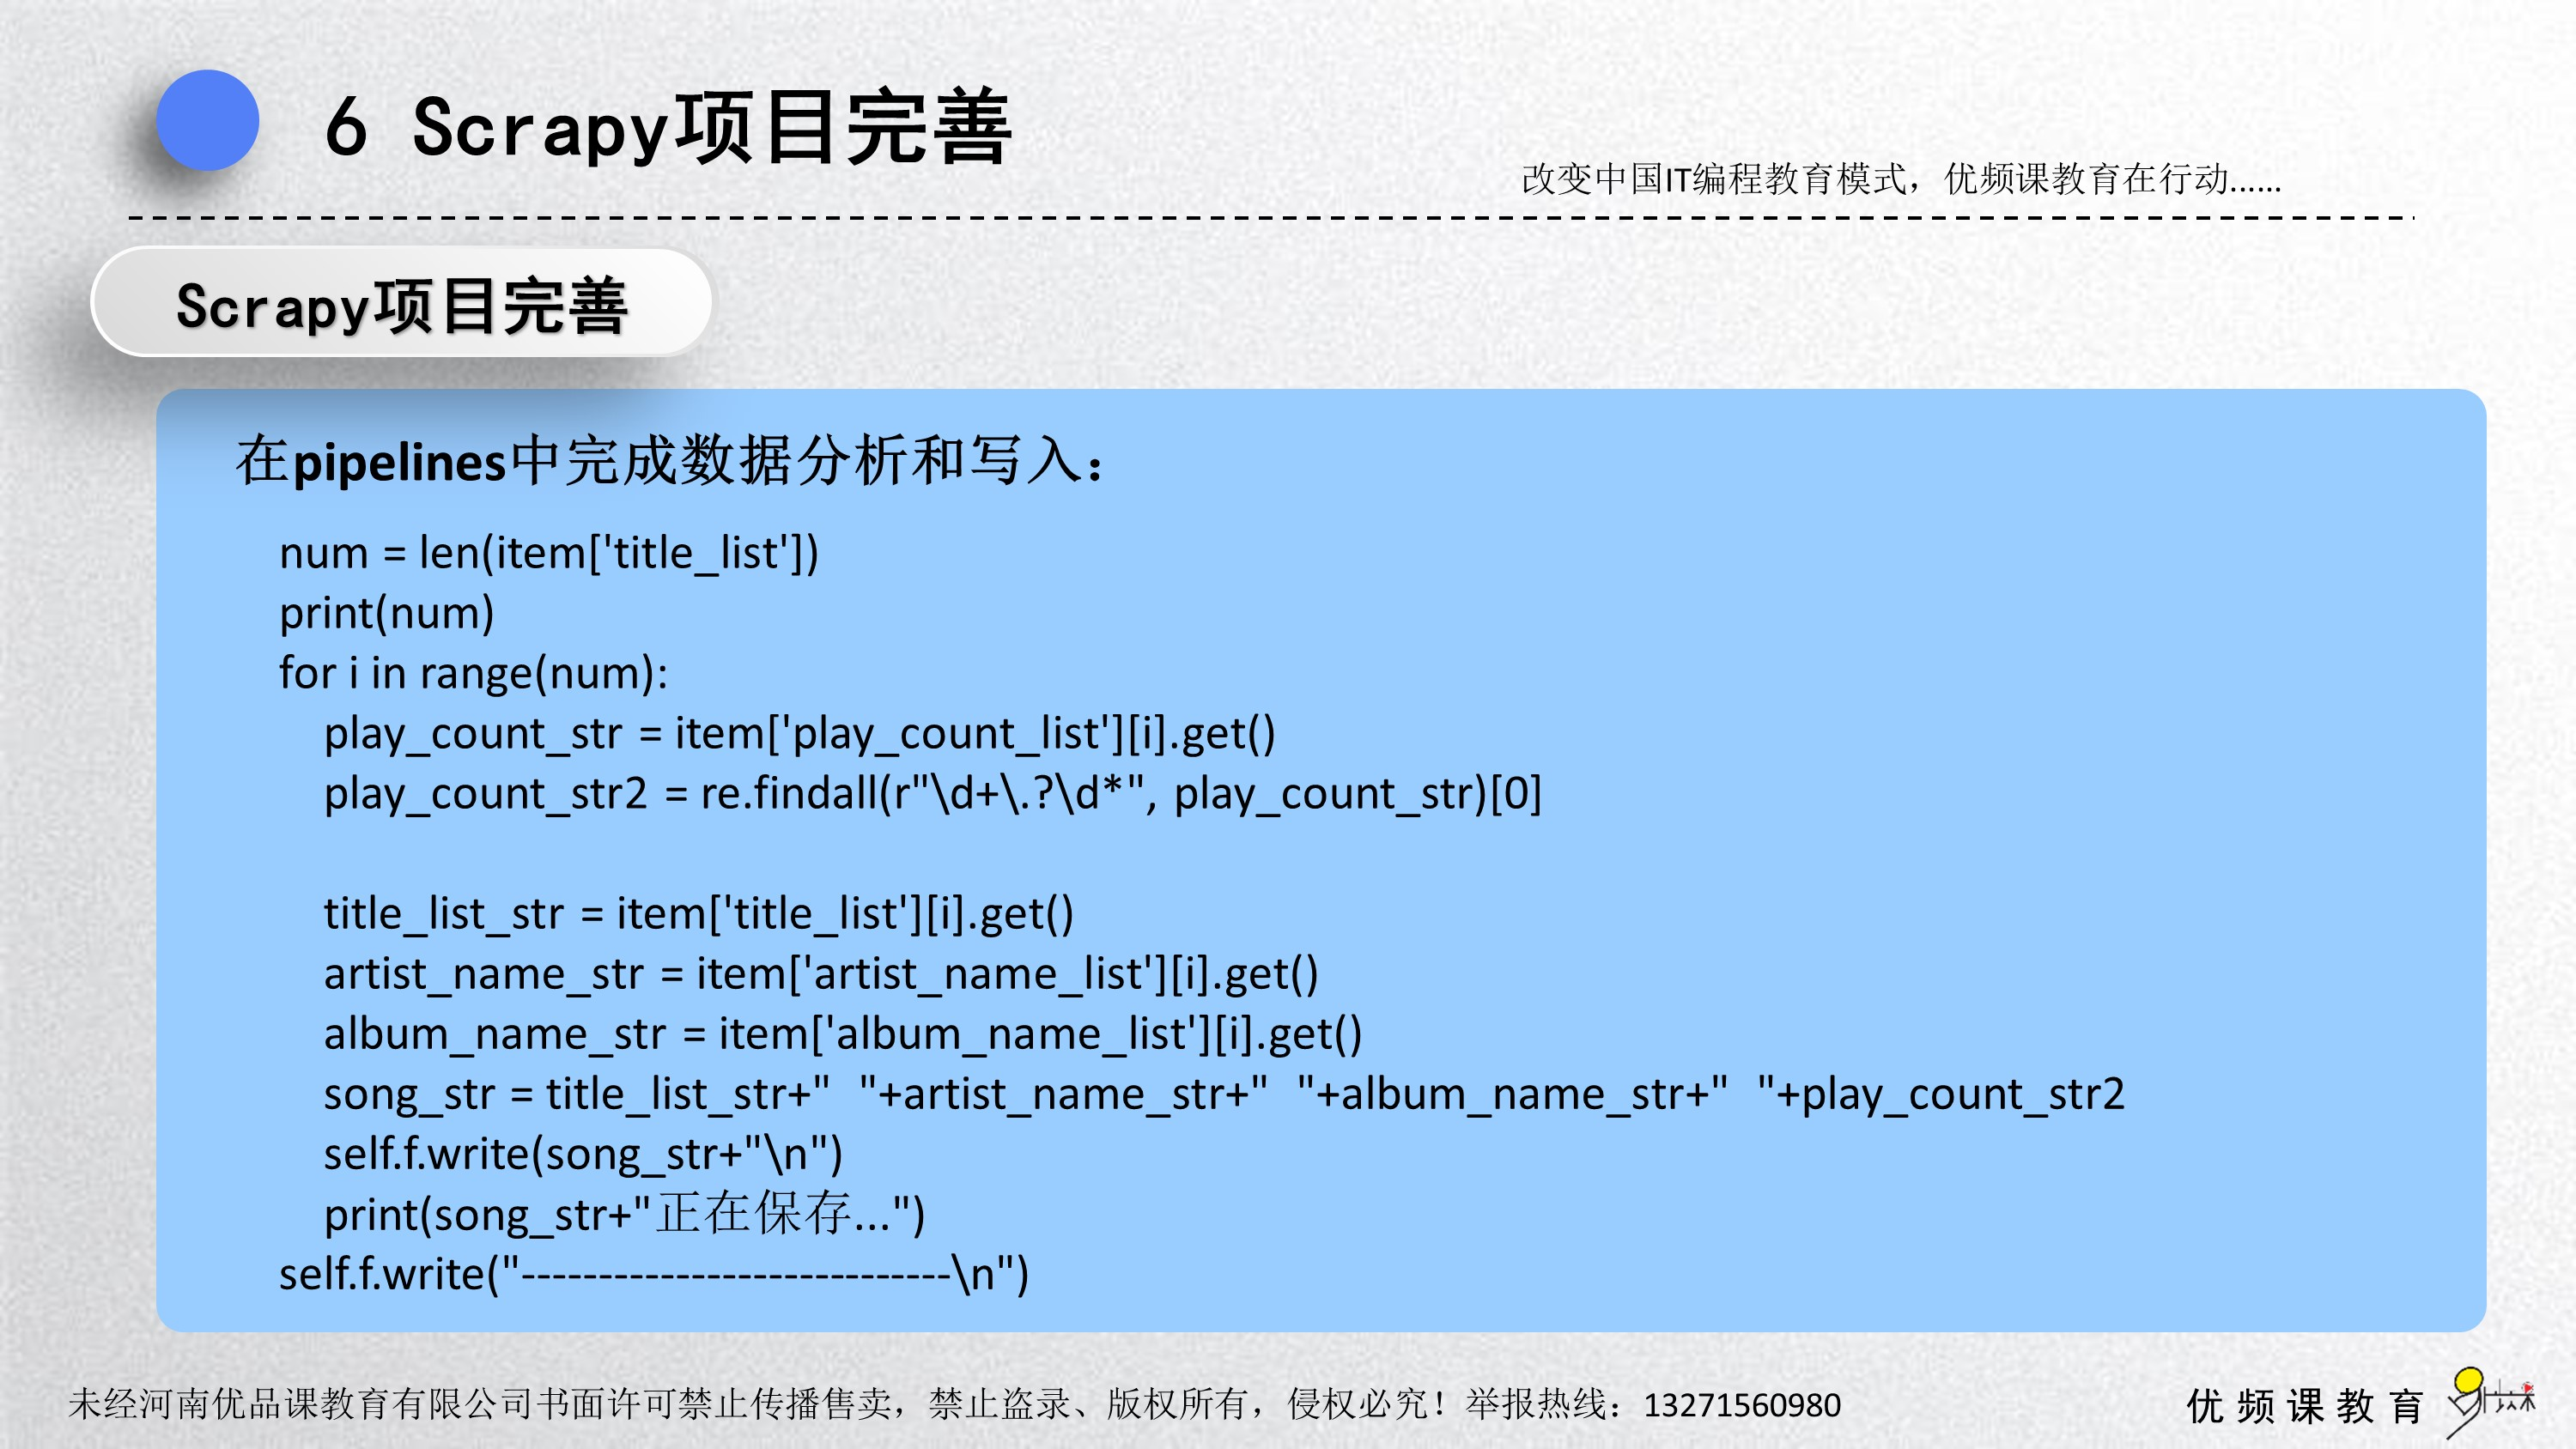 6 Scrapy项目完善
改变中国IT编程教育模式，优频课教育在行动......
Scrapy项目完善
在pipelines中完成数据分析和写入：
num = len(item['title_list'])
print(num)
for i in range(num):
play_count_str = item['play_count_list'][i].get()
play_count_str2 = re.findall(r"\d+\.?\d*", play_count_str)[0]
title_list_str = item['title_list'][i].get()
artist_name_str = item['artist_name_list'][i].get()
album_name_str = item['album_name_list'][i].get()
song_str = title_list_str+"  "+artist_name_str+"  "+album_name_str+"  "+play_count_str2
self.f.write(song_str+"\n")
print(song_str+"正在保存...")
self.f.write("----------------------------\n")
未经河南优品课教育有限公司书面许可禁止传播售卖，禁止盗录、版权所有，侵权必究！举报热线：13271560980
优频课教育